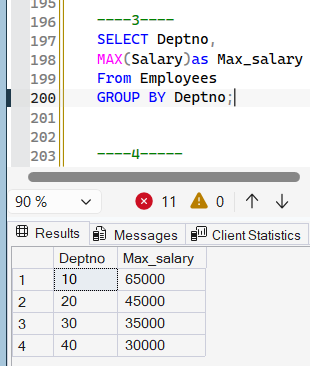 195
196 ----3----
197 SELECT Deptno,
198 MAX(Salary)as Max_salary
199 From Employees
200 GROUP BY Deptno;
201
202
203 ----4-----
90 % 11 0
Results Messages Client Statistics
Deptno Max_salary
1 10 65000
2 20 45000
3 30 35000
4 40 30000